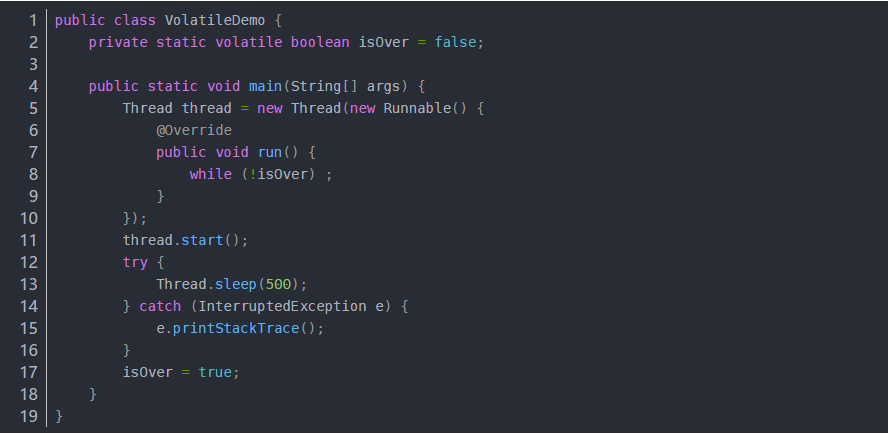 1 public class VolatileDemo {
2     private static volatile boolean isOver = false;
3
4     public static void main(String[] args) {
5         Thread thread = new Thread(new Runnable() {
6             @Override
7             public void run() {
8                 while (!isOver) ;
9             }
10         });
11         thread.start();
12         try {
13             Thread.sleep(500);
14         } catch (InterruptedException e) {
15             e.printStackTrace();
16         }
17         isOver = true;
18     }
19 }